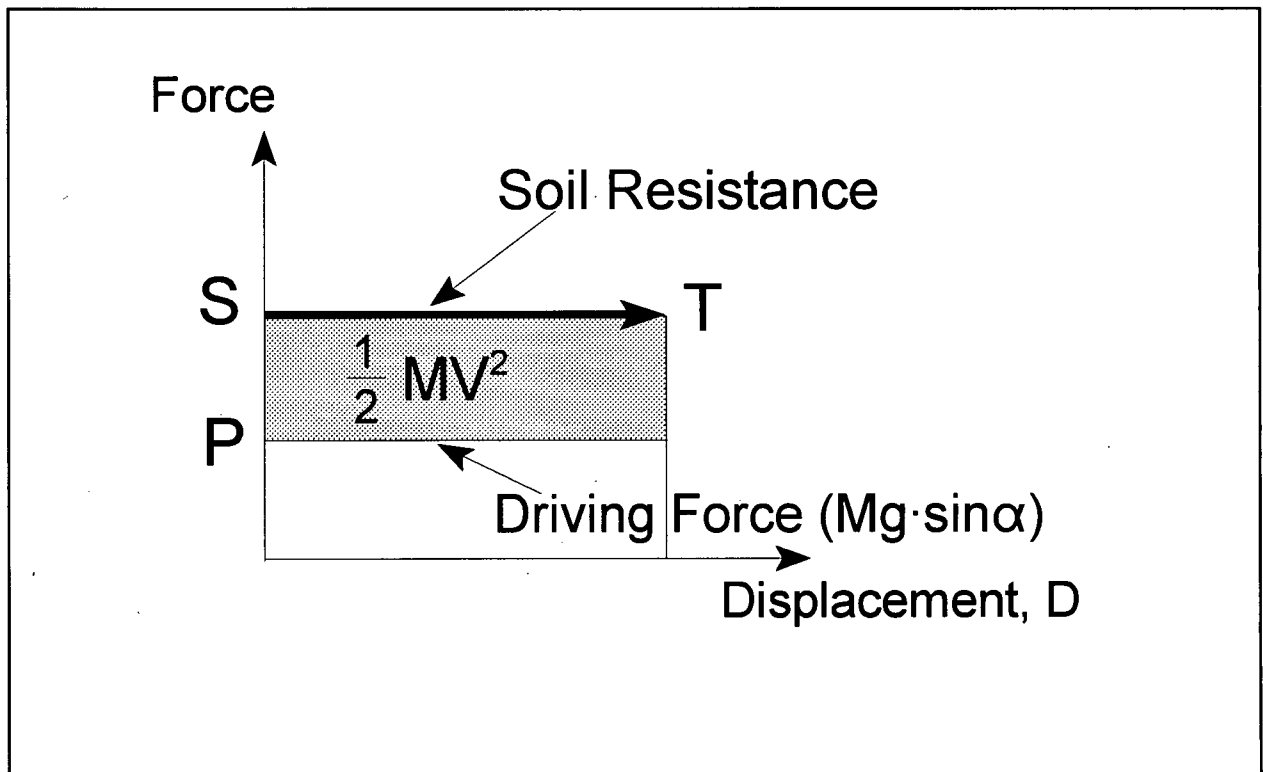 Force
Soil Resistance
S
T
1/2 MV²
P
Driving Force (Mg·sinα)
Displacement, D